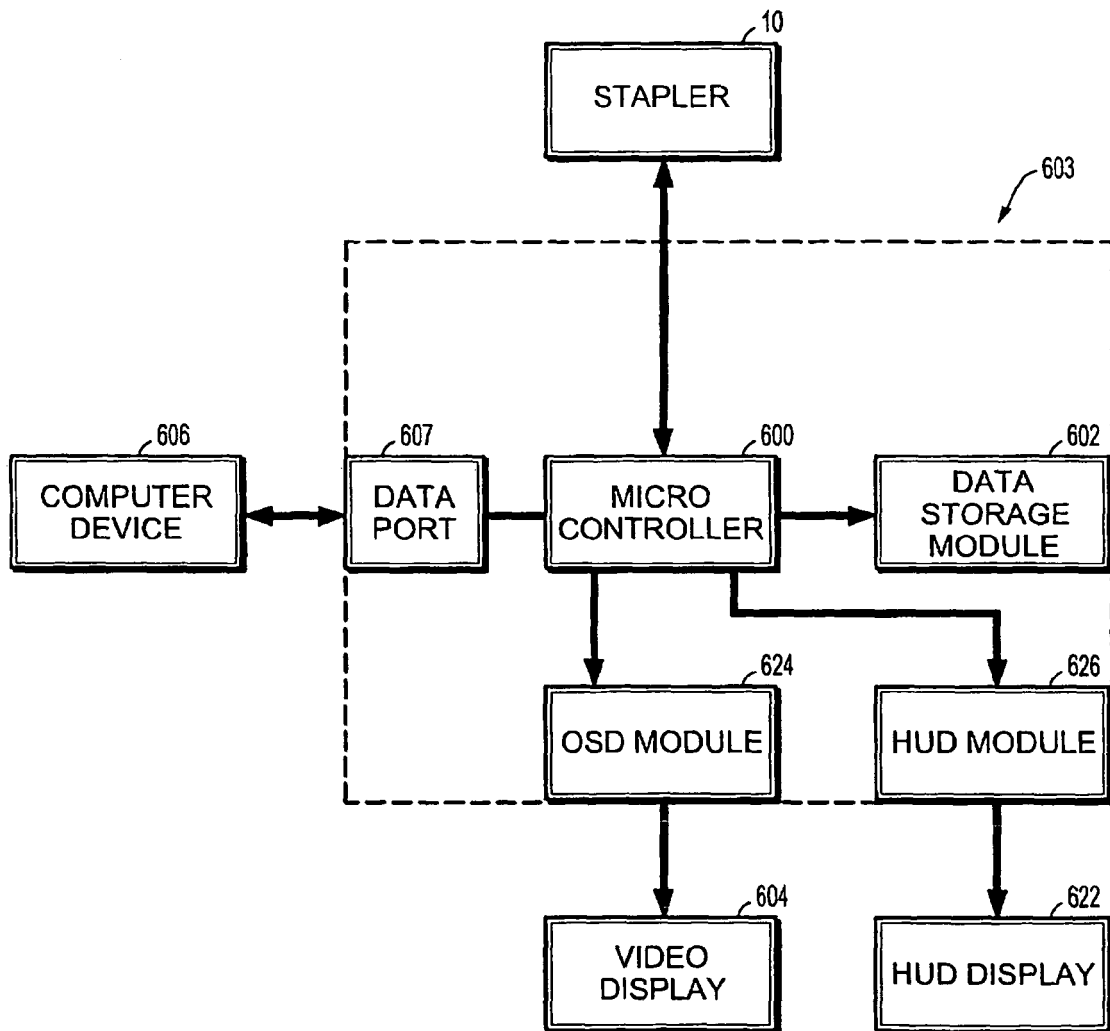 10
STAPLER
603
606
COMPUTER
DEVICE
607
DATA
PORT
600
MICRO
CONTROLLER
602
DATA
STORAGE
MODULE
624
OSD MODULE
626
HUD MODULE
604
VIDEO
DISPLAY
622
HUD DISPLAY